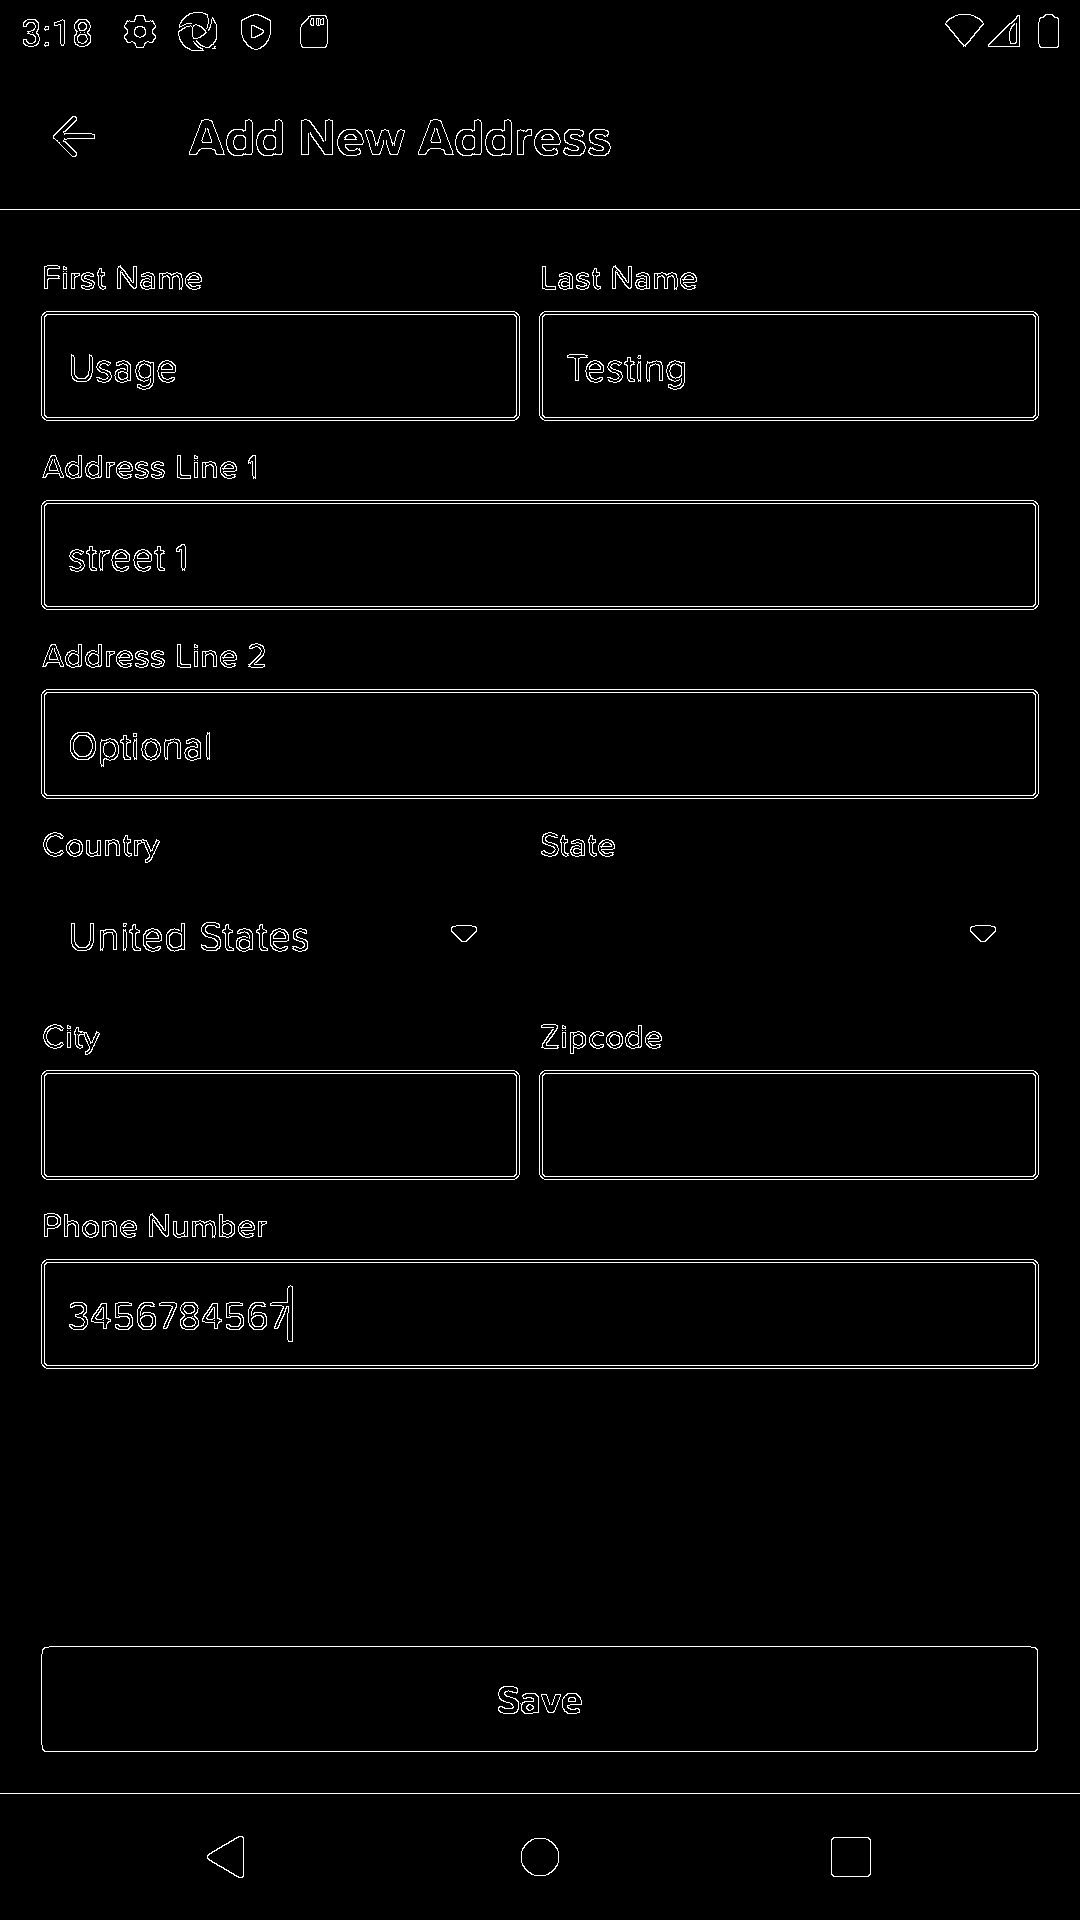 3:18
Add New Address
First Name Last Name
Usage Testing
Address Line 1
street 1
Address Line 2
Optional
Country State
United States
City Zipcode
Phone Number
3456784567
Save